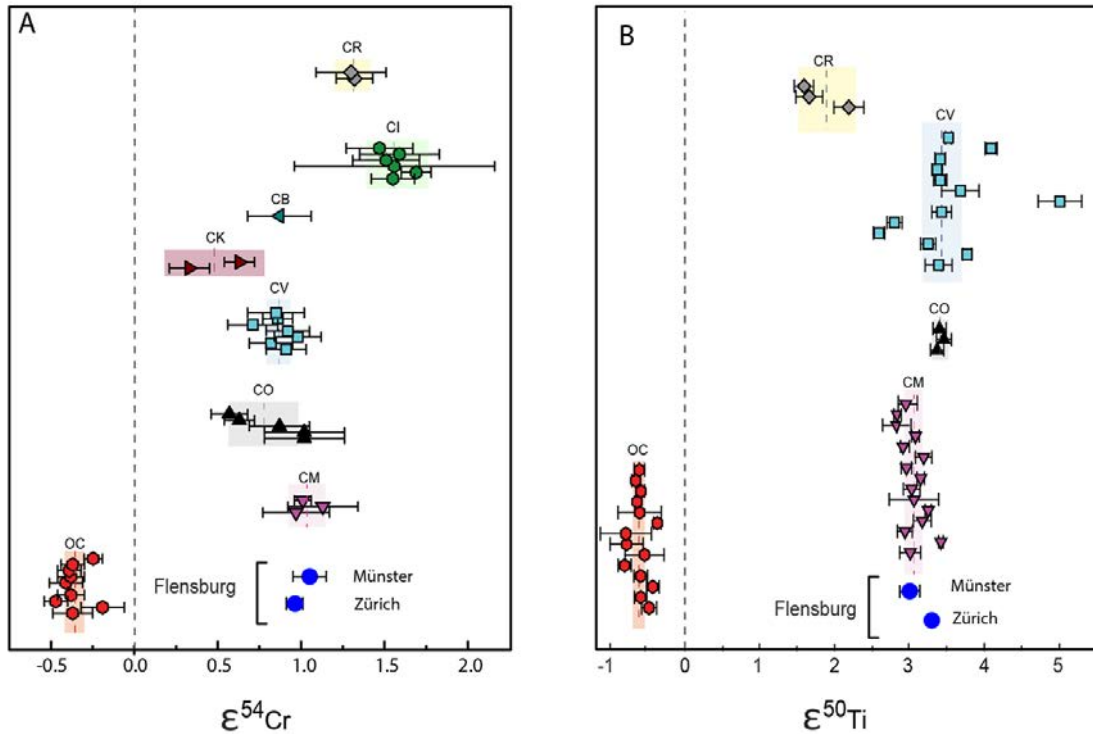 A
CR
CI
CB
CK
CV
CO
CM
OC
Flensburg
Münster
Zürich
-0.5 0.0 0.5 1.0 1.5 2.0
ε54Cr
B
CR
CV
CO
CM
OC
Flensburg
Münster
Zürich
-1 0 1 2 3 4 5
ε50Ti